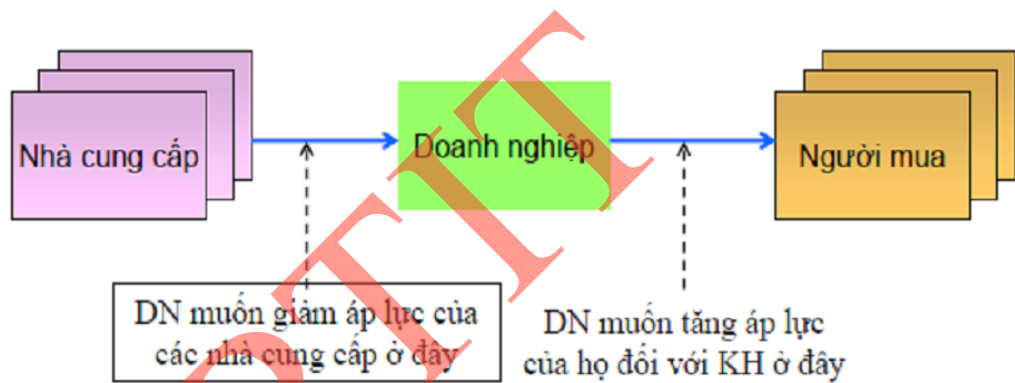 Nhà cung cấp
Doanh nghiệp
Người mua
DN muốn giảm áp lực của
các nhà cung cấp ở đây
DN muốn tăng áp lực
của họ đối với KH ở đây
PTIT